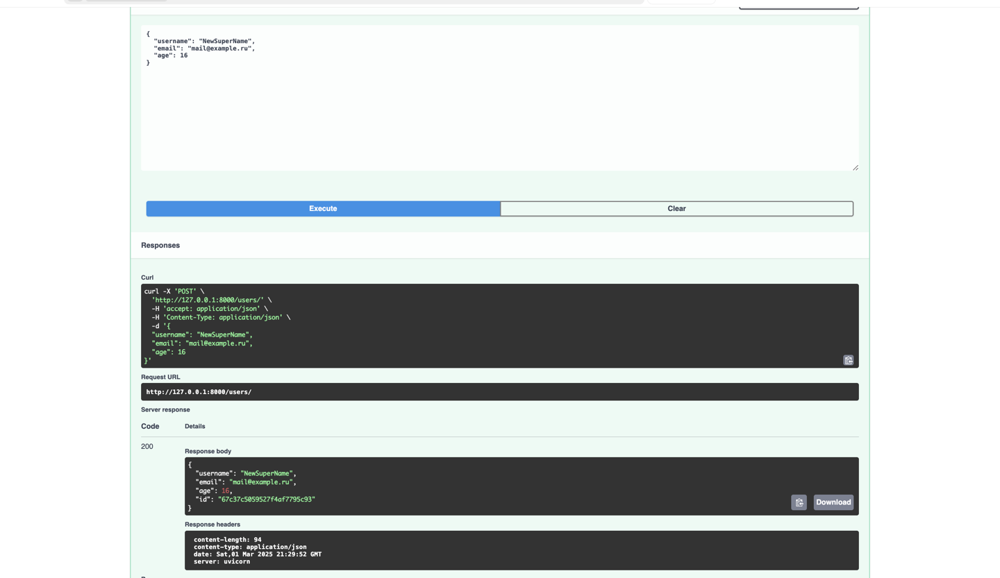 {
  "username": "NewSuperName",
  "email": "mail@example.ru",
  "age": 16
}
Execute
Clear
Responses
Curl
curl -X 'POST' \
  'http://127.0.0.1:8000/users/' \
  -H 'accept: application/json' \
  -H 'Content-Type: application/json' \
  -d '{
  "username": "NewSuperName",
  "email": "mail@example.ru",
  "age": 16
}'
Request URL
http://127.0.0.1:8000/users/
Server response
Code Details
200
Response body
{
  "username": "NewSuperName",
  "email": "mail@example.ru",
  "age": 16,
  "id": "67c37c5059527f4af7795c93"
}
Download
Response headers
content-length: 94
content-type: application/json
date: Sat,01 Mar 2025 21:29:52 GMT
server: uvicorn